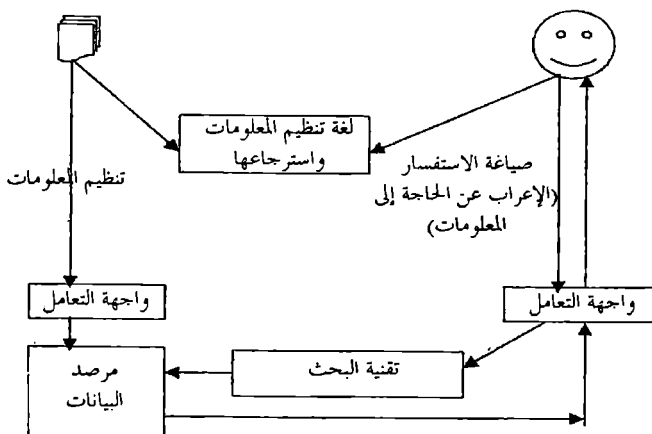 لغة تنظيم المعلومات
واسترجاعها
صياغة الاستفسار
(الإعراب عن الحاجة إلى
المعلومات)
تنظيم المعلومات
واجهة التعامل
واجهة التعامل
تقنية البحث
مرصد
البيانات